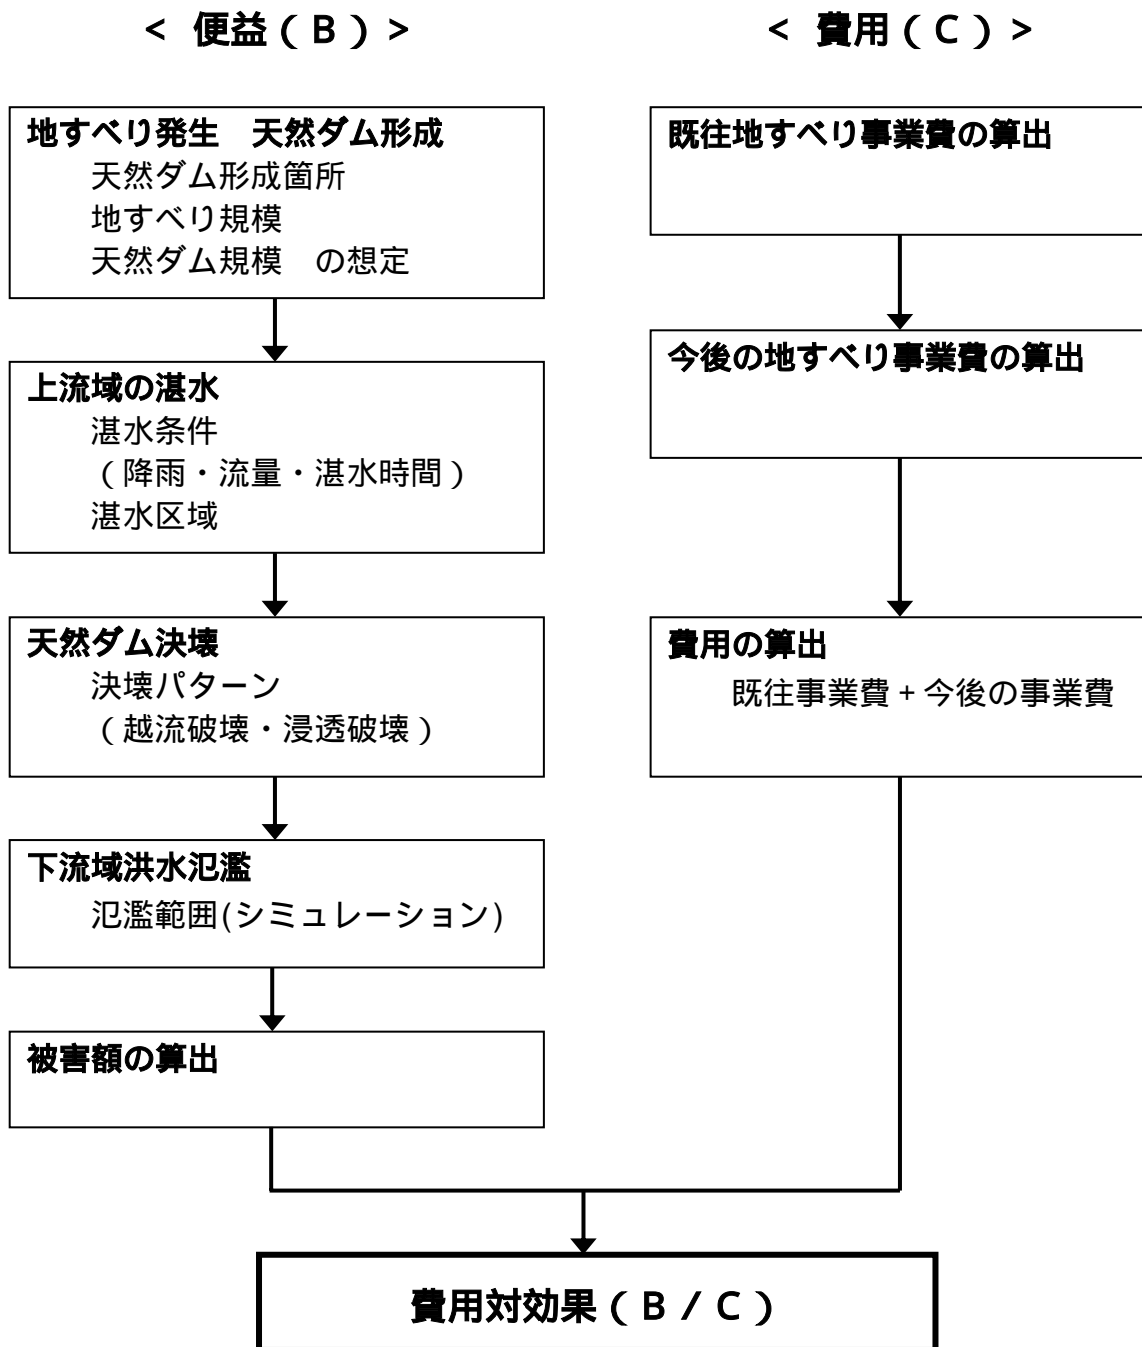 < 便益(B)>
地すべり発生　天然ダム形成
天然ダム形成箇所
地すべり規模
天然ダム規模　の想定
上流域の湛水
湛水条件
(降雨・流量・湛水時間)
湛水区域
天然ダム決壊
決壊パターン
(越流破壊・浸透破壊)
下流域洪水氾濫
氾濫範囲(シミュレーション)
被害額の算出
< 費用(C)>
既往地すべり事業費の算出
今後の地すべり事業費の算出
費用の算出
既往事業費+今後の事業費
費用対効果(B/C)